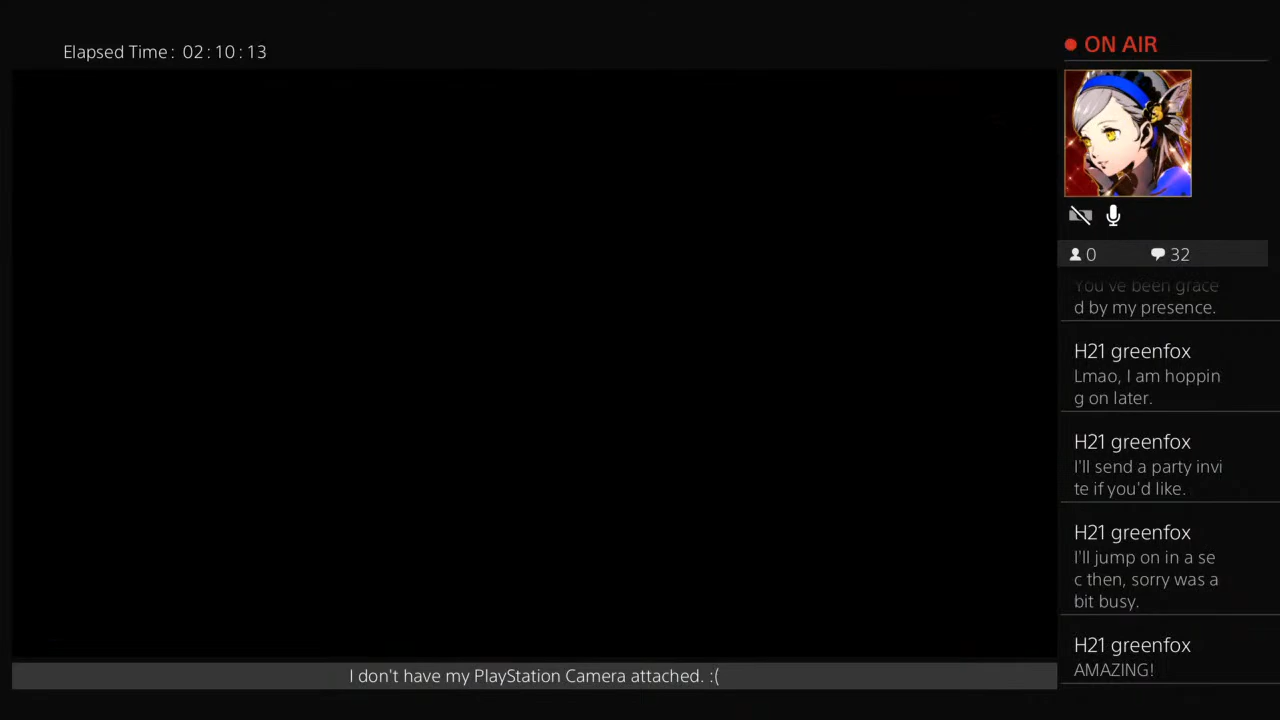 Elapsed Time: 02:10:13
ON AIR
0 32
You've been grace
d by my presence.
H21 greenfox
Lmao, I am hoppin
g on later.
H21 greenfox
I'll send a party invi
te if you'd like.
H21 greenfox
I'll jump on in a se
c then, sorry was a
bit busy.
H21 greenfox
AMAZING!
I don't have my PlayStation Camera attached. :(